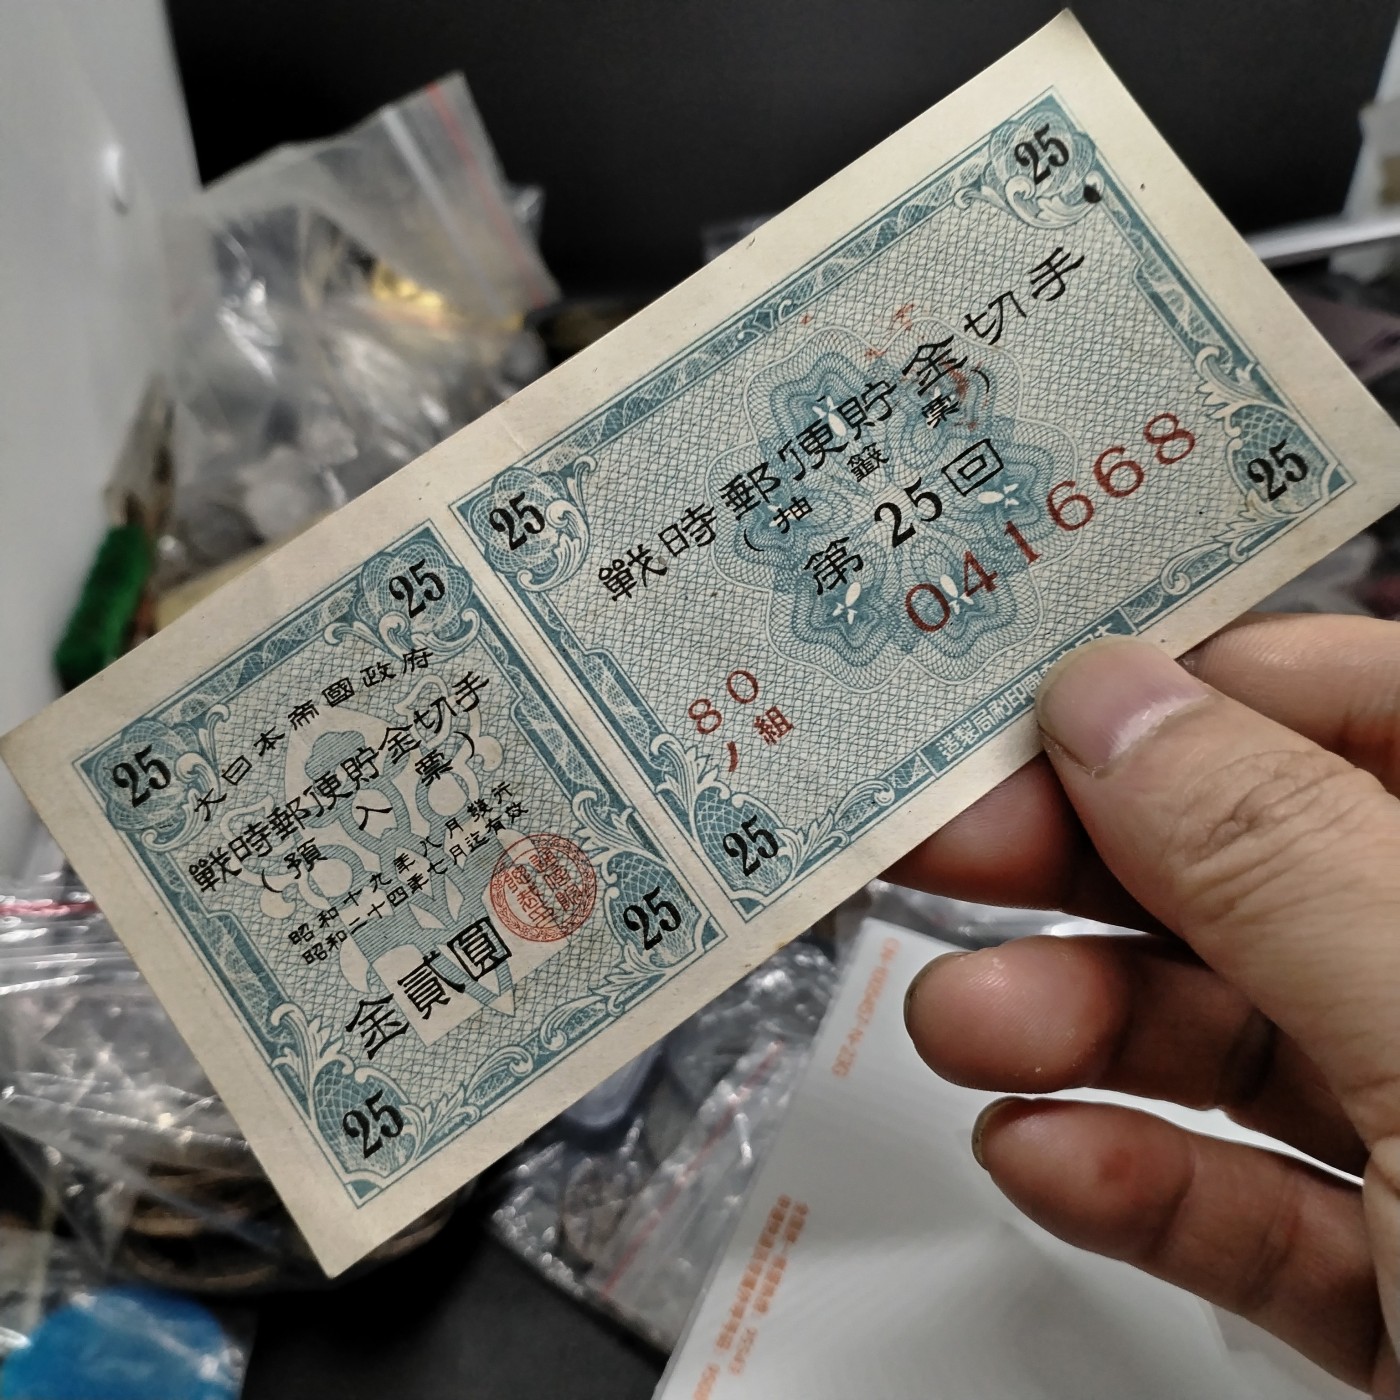 25
25
戰時郵便貯金切手
(抽籤票)
第25回
041668
80
ノ組
25
25
25
25
大日本帝國政府
戰時郵便貯金切手
(預入票)
昭和十九年八月發行
昭和二十四年七月迄有效
金貳圓
25
25